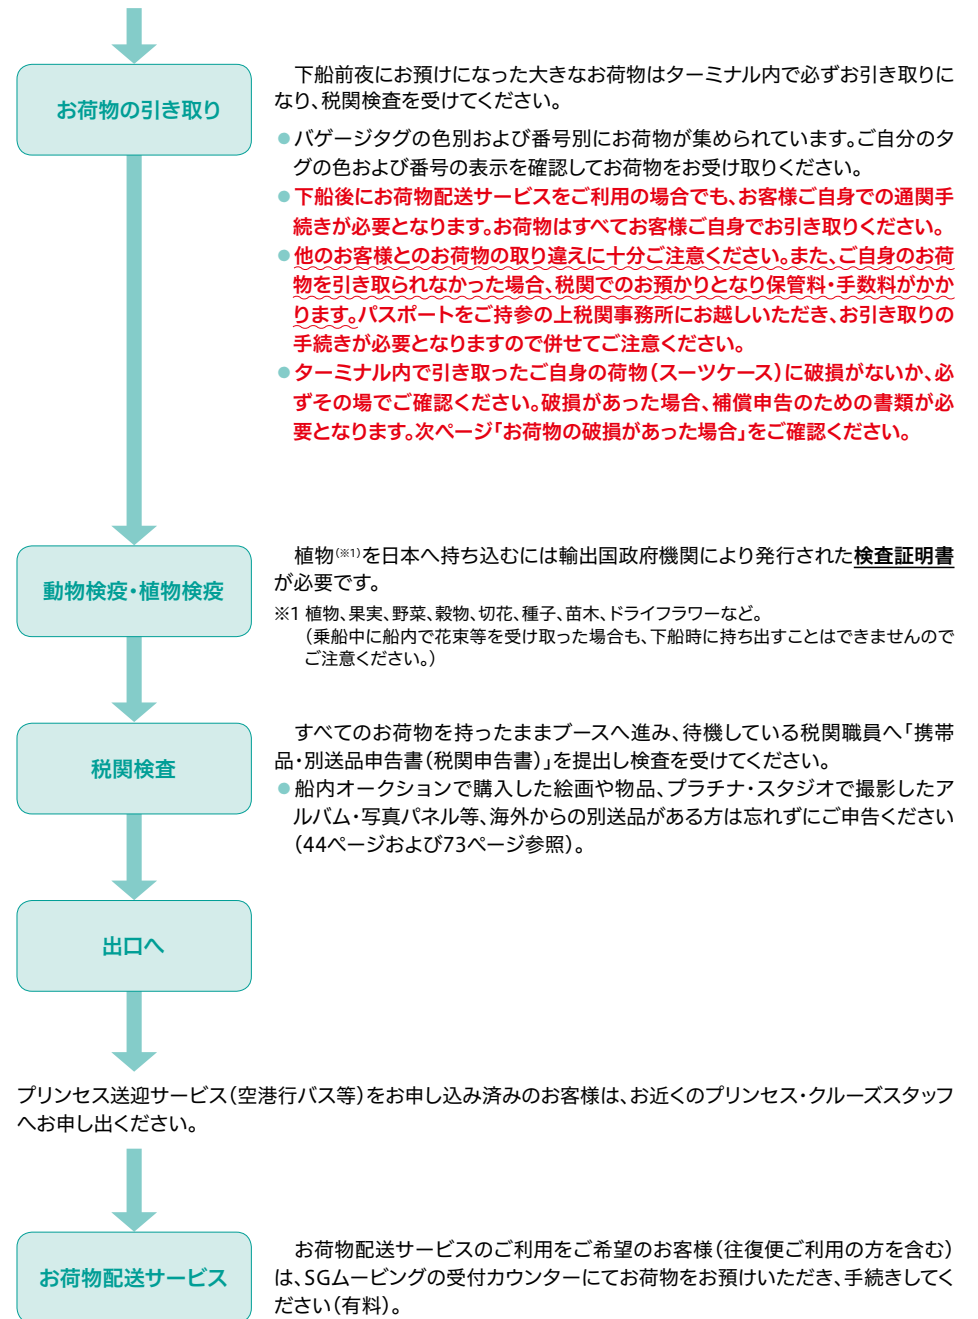 お荷物の引き取り
下船前夜にお預けになった大きなお荷物はターミナル内で必ずお引き取りに
なり、税関検査を受けてください。
●バゲージタグの色別および番号別にお荷物が集められています。ご自分のタ
グの色および番号の表示を確認してお荷物をお受け取りください。
●下船後にお荷物配送サービスをご利用の場合でも、お客様ご自身での通関手
続きが必要となります。お荷物はすべてお客様ご自身でお引き取りください。
●他のお客様とのお荷物の取り違えに十分ご注意ください。また、ご自身のお荷
物を引き取られなかった場合、税関でのお預かりとなり保管料・手数料がかか
ります。パスポートをご持参の上税関事務所にお越しいただき、お引き取りの
手続きが必要となりますので併せてご注意ください。
●ターミナル内で引き取ったご自身の荷物（スーツケース）に破損がないか、必
ずその場でご確認ください。破損があった場合、補償申告のための書類が必
要となります。次ページ「お荷物の破損があった場合」をご確認ください。
動物検疫・植物検疫
植物(※1)を日本へ持ち込むには輸出国政府機関により発行された検査証明書
が必要です。
※1 植物、果実、野菜、穀物、切花、種子、苗木、ドライフラワーなど。
（乗船中に船内で花束等を受け取った場合も、下船時に持ち出すことはできませんので
ご注意ください。）
税関検査
すべてのお荷物を持ったままブースへ進み、待機している税関職員へ「携帯
品・別送品申告書（税関申告書）」を提出し検査を受けてください。
●船内オークションで購入した絵画や物品、プラチナ・スタジオで撮影したア
ルバム・写真パネル等、海外からの別送品がある方は忘れずにご申告ください
（44ページおよび73ページ参照）。
出口へ
プリンセス送迎サービス（空港行バス等）をお申し込み済みのお客様は、お近くのプリンセス・クルーズスタッフ
へお申し出ください。
お荷物配送サービス
お荷物配送サービスのご利用をご希望のお客様（往復便ご利用の方を含む）
は、SGムービングの受付カウンターにてお荷物をお預けいただき、手続きしてく
ださい（有料）。